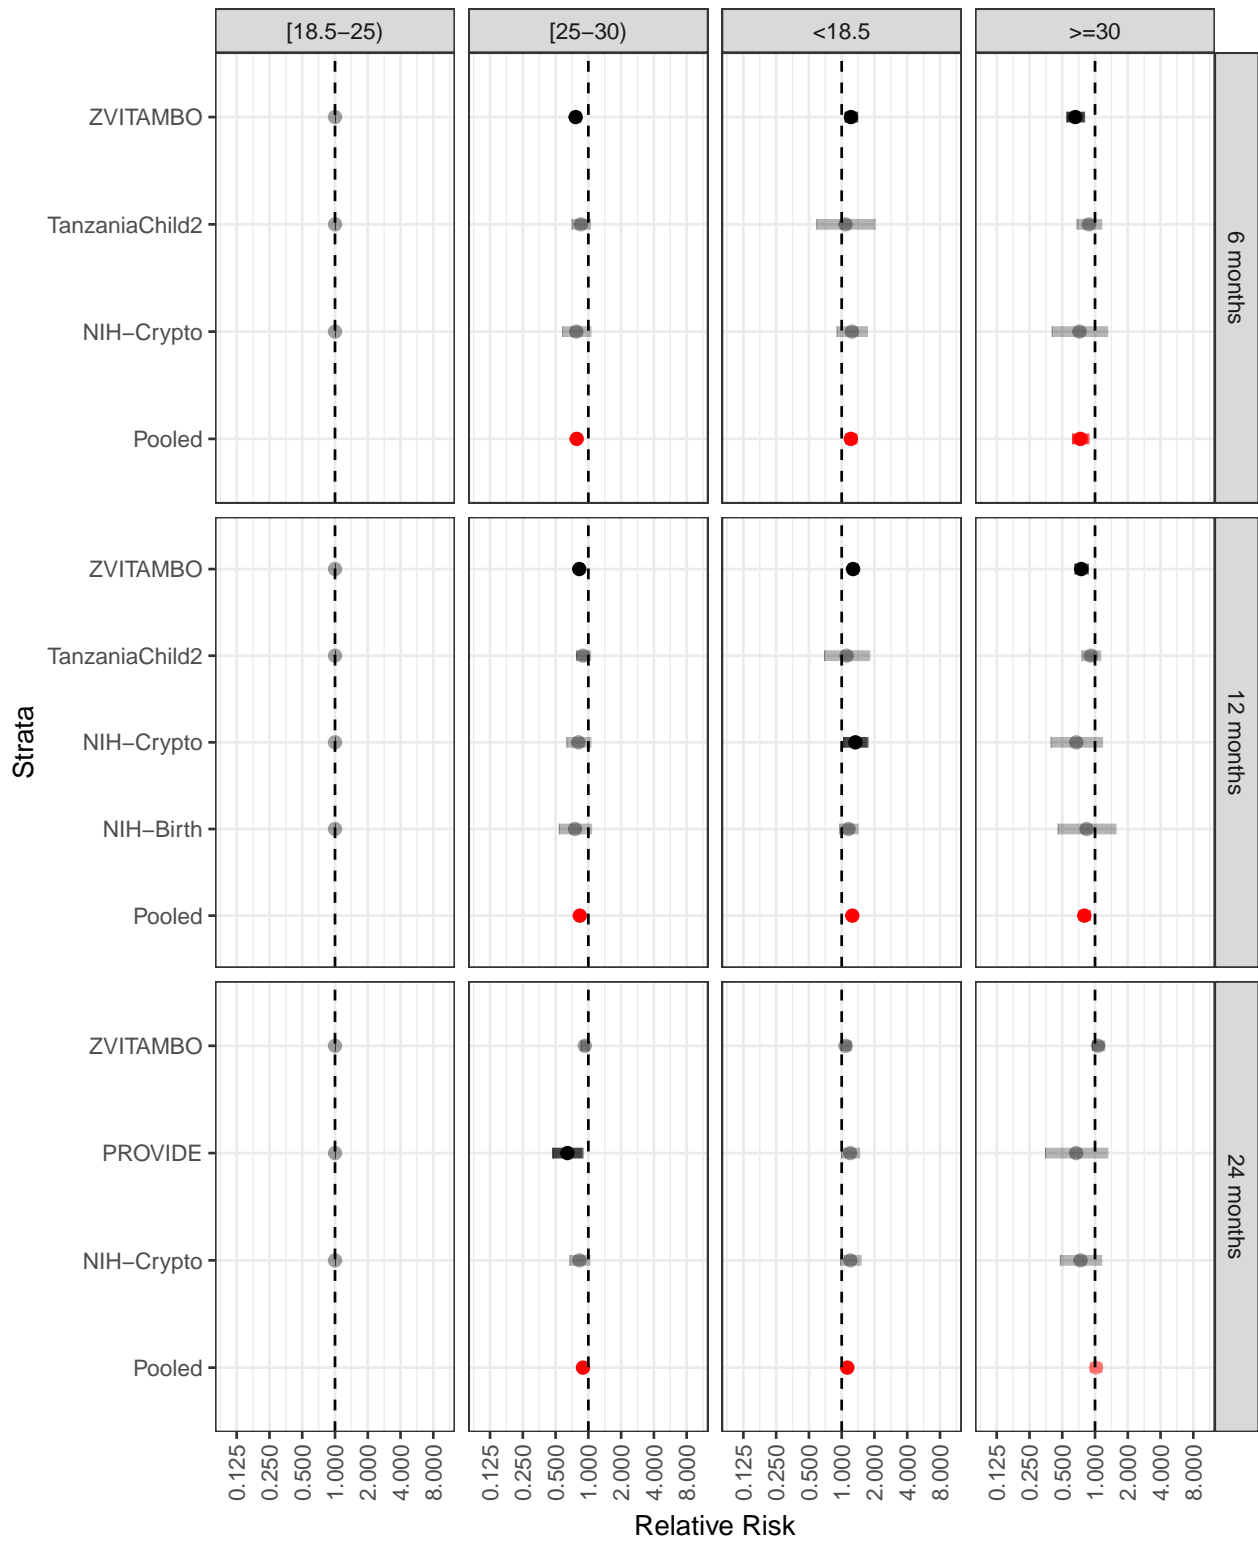 [18.5−25)
[25−30)
<18.5
>=30
ZVITAMBO
TanzaniaChild2
NIH−Crypto
Pooled
6 months
ZVITAMBO
TanzaniaChild2
NIH−Crypto
NIH−Birth
Pooled
12 months
Strata
ZVITAMBO
PROVIDE
NIH−Crypto
Pooled
24 months
0.125 0.250 0.500 1.000 2.000 4.000 8.000
0.125 0.250 0.500 1.000 2.000 4.000 8.000
0.125 0.250 0.500 1.000 2.000 4.000 8.000
0.125 0.250 0.500 1.000 2.000 4.000 8.000
Relative Risk